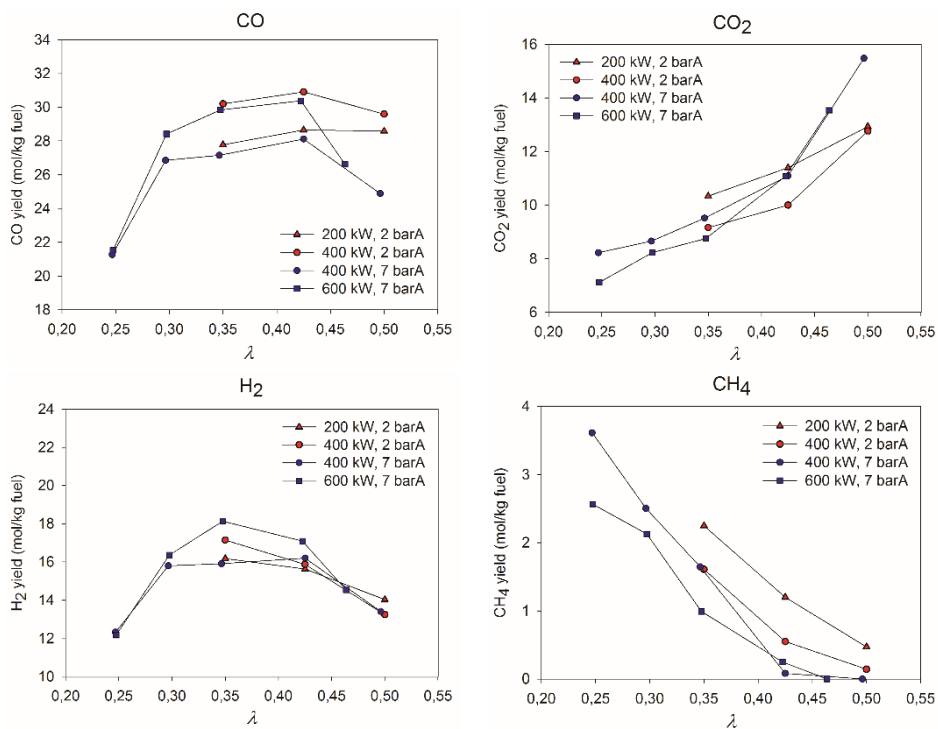 CO
34
32
30
28
26
24
22
20
18
CO yield (mol/kg fuel)
200 kW, 2 barA
400 kW, 2 barA
400 kW, 7 barA
600 kW, 7 barA
0,20 0,25 0,30 0,35 0,40 0,45 0,50 0,55
λ
CO₂
16
14
12
10
8
6
CO₂ yield (mol/kg fuel)
200 kW, 2 barA
400 kW, 2 barA
400 kW, 7 barA
600 kW, 7 barA
0,20 0,25 0,30 0,35 0,40 0,45 0,50 0,55
λ
H₂
24
22
20
18
16
14
12
10
H₂ yield (mol/kg fuel)
200 kW, 2 barA
400 kW, 2 barA
400 kW, 7 barA
600 kW, 7 barA
0,20 0,25 0,30 0,35 0,40 0,45 0,50 0,55
λ
CH₄
4
3
2
1
0
CH₄ yield (mol/kg fuel)
200 kW, 2 barA
400 kW, 2 barA
400 kW, 7 barA
600 kW, 7 barA
0,20 0,25 0,30 0,35 0,40 0,45 0,50 0,55
λ